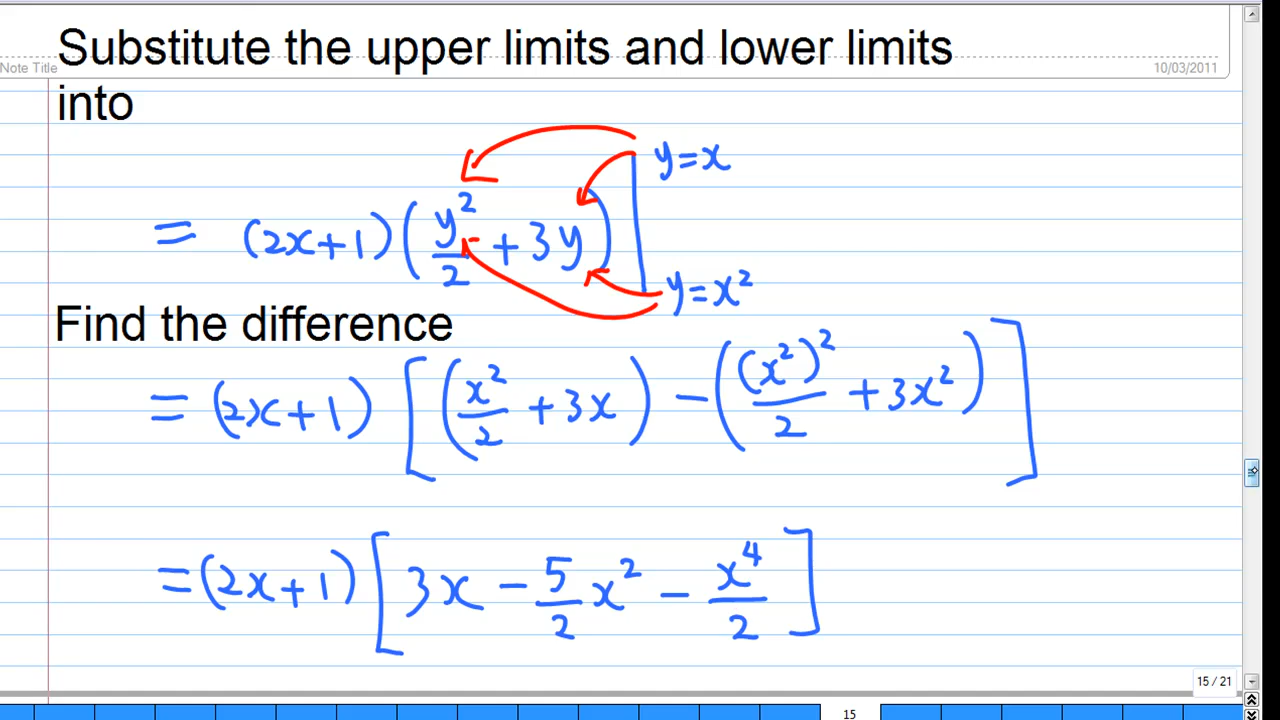 Substitute the upper limits and lower limits
Note Title
10/03/2011
into
y=x
= (2x+1)(y²/2 + 3y)|
y=x²
Find the difference
= (2x+1)[(x²/2 + 3x) - ((x²)²/2 + 3x²)]
= (2x+1)[3x - 5/2 x² - x⁴/2]
15 / 21
15